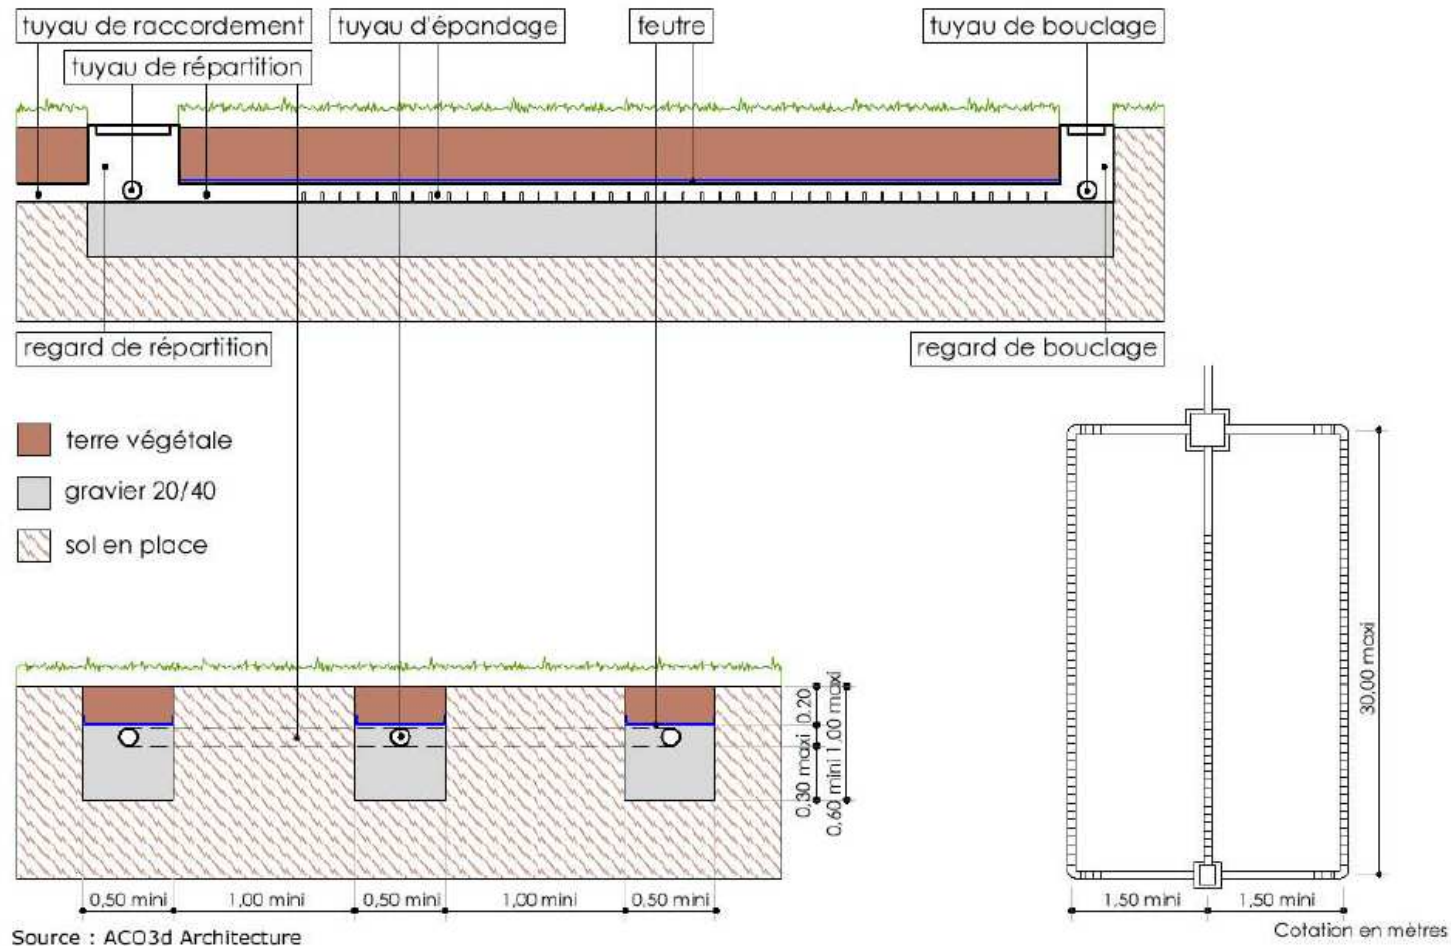 tuyau de raccordement
tuyau d'épandage
feutre
tuyau de bouclage
tuyau de répartition
regard de répartition
regard de bouclage
terre végétale
gravier 20/40
sol en place
0.20
0,30 maxi
0,60 mini 1,00 maxi
30,00 maxi
0,50 mini
1,00 mini
0,50 mini
1,00 mini
0,50 mini
1,50 mini
1,50 mini
Source : ACO3d Architecture
Cotation en mètres